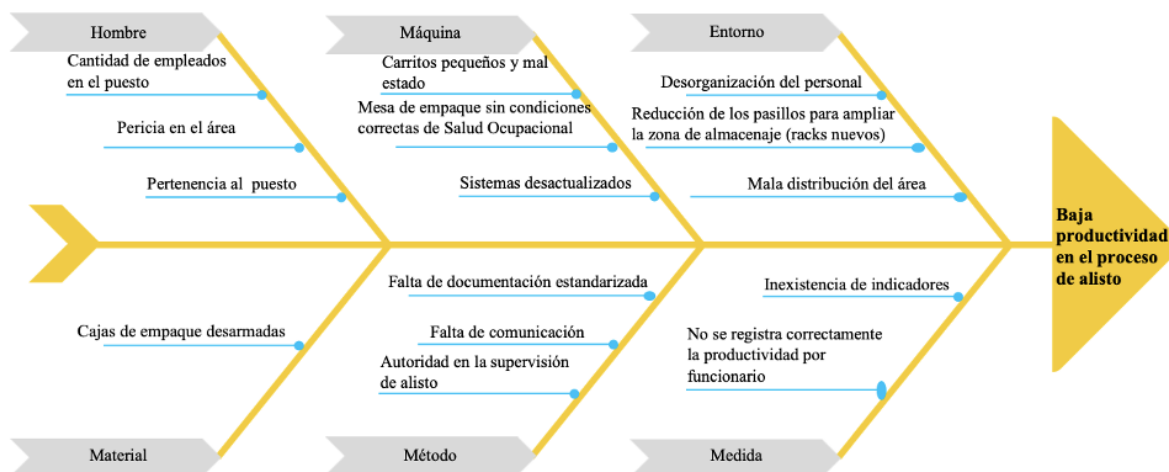 Hombre
Cantidad de empleados
en el puesto
Pericia en el área
Pertenencia al puesto
Máquina
Carritos pequeños y mal
estado
Mesa de empaque sin condiciones
correctas de Salud Ocupacional
Sistemas desactualizados
Entorno
Desorganización del personal
Reducción de los pasillos para ampliar
la zona de almacenaje (racks nuevos)
Mala distribución del área
Baja
productividad
en el proceso
de alisto
Cajas de empaque desarmadas
Material
Falta de documentación estandarizada
Falta de comunicación
Autoridad en la supervisión
de alisto
Método
Inexistencia de indicadores
No se registra correctamente
la productividad por
funcionario
Medida